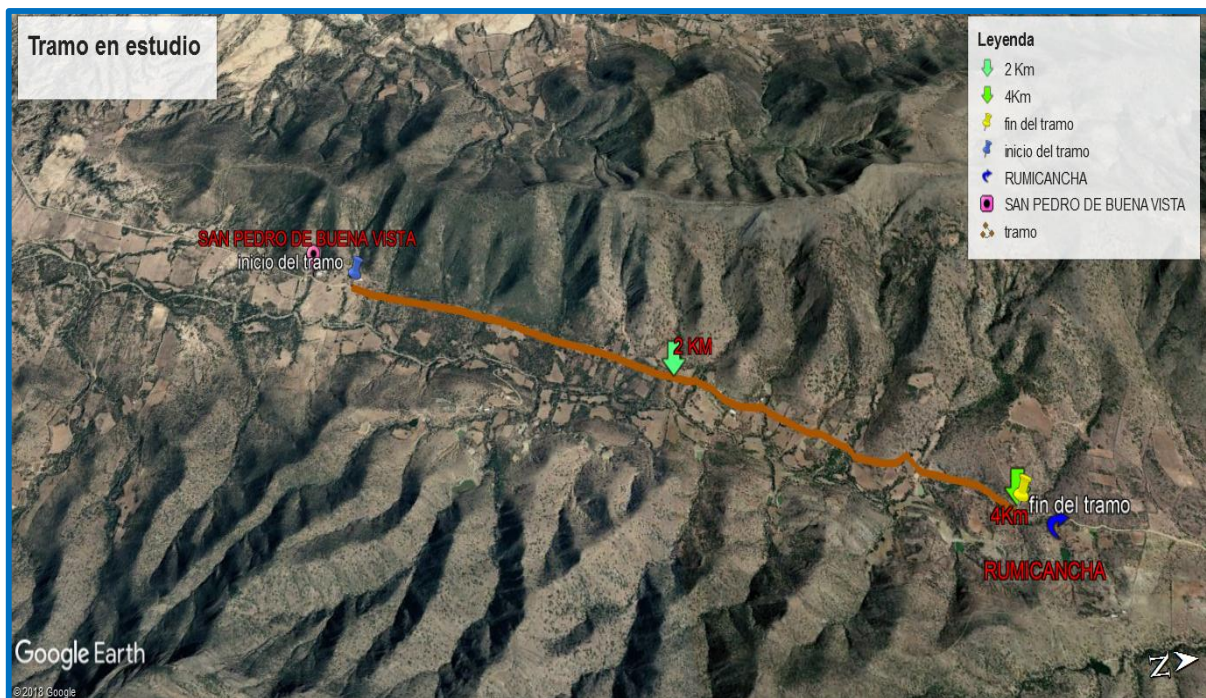 Tramo en estudio
Leyenda
2 Km
4Km
fin del tramo
inicio del tramo
RUMICANCHA
SAN PEDRO DE BUENA VISTA
tramo
SAN PEDRO DE BUENA VISTA
inicio del tramo
2 KM
4Km
fin del tramo
RUMICANCHA
Google Earth
© 2018 Google
N